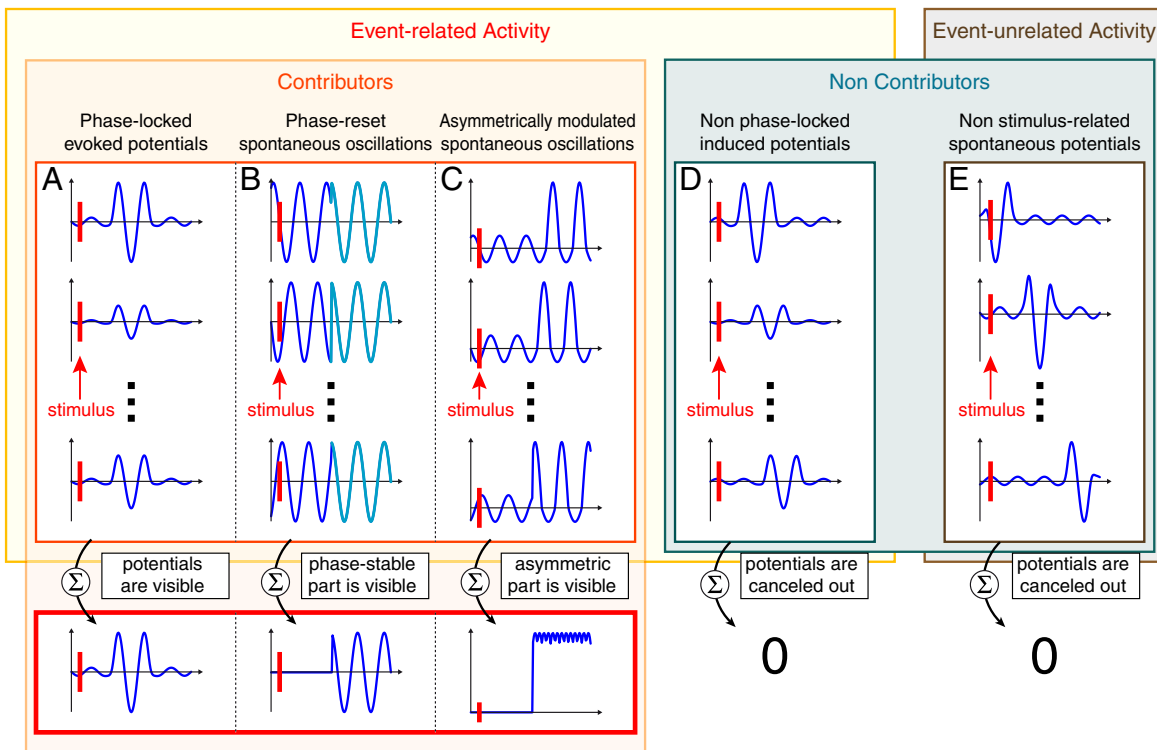 Event-related Activity
Event-unrelated Activity
Contributors
Non Contributors
Phase-locked
evoked potentials
Phase-reset
spontaneous oscillations
Asymmetrically modulated
spontaneous oscillations
Non phase-locked
induced potentials
Non stimulus-related
spontaneous potentials
A
B
C
D
E
stimulus
stimulus
stimulus
stimulus
stimulus
Σ
potentials
are visible
Σ
phase-stable
part is visible
Σ
asymmetric
part is visible
Σ
potentials are
canceled out
Σ
potentials are
canceled out
0
0